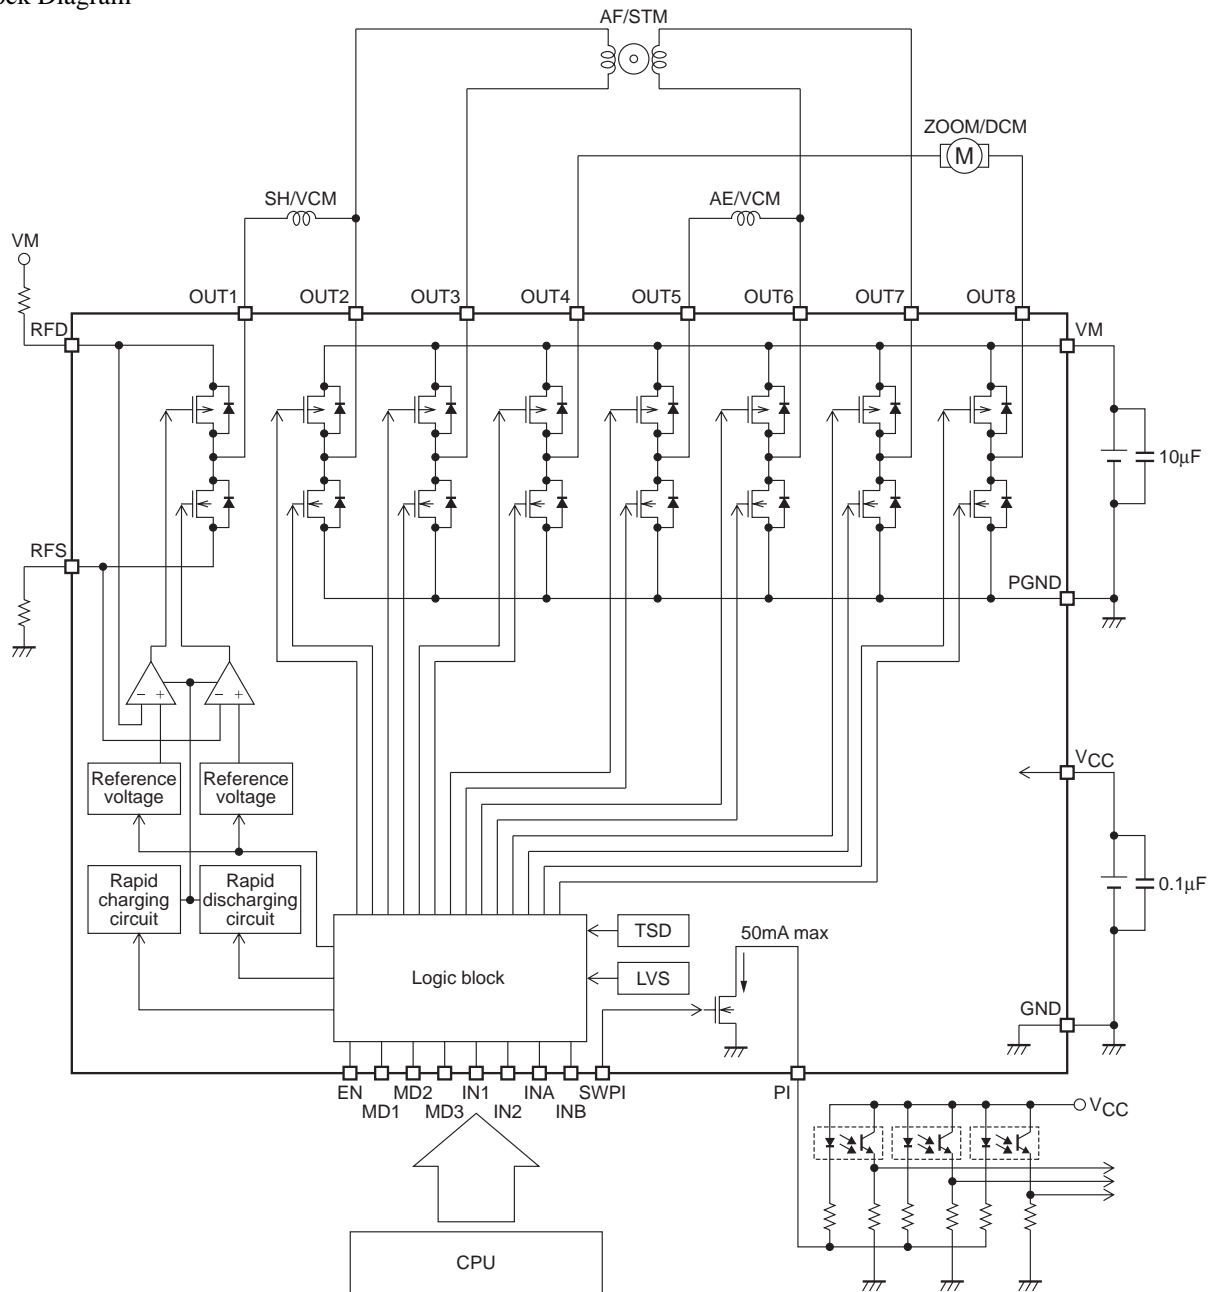 ock Diagram
AF/STM
ZOOM/DCM
M
SH/VCM
AE/VCM
VM
OUT1
OUT2
OUT3
OUT4
OUT5
OUT6
OUT7
OUT8
RFD
VM
10µF
RFS
PGND
- +
- +
VCC
Reference
voltage
Reference
voltage
Rapid
charging
circuit
Rapid
discharging
circuit
0.1µF
TSD
50mA max
Logic block
LVS
GND
EN
MD1
MD2
MD3
IN1
IN2
INA
INB
SWPI
PI
VCC
CPU